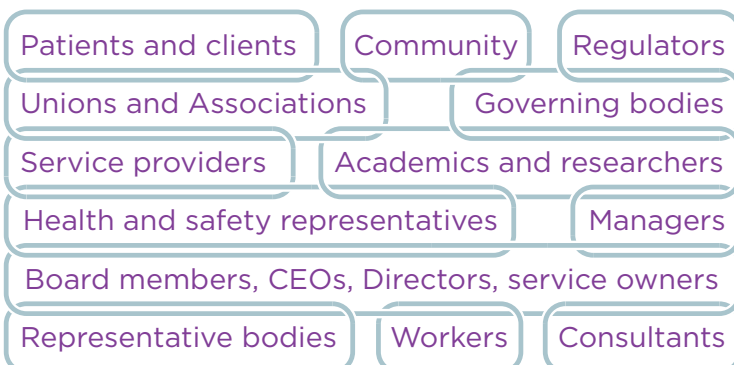 Patients and clients Community Regulators
Unions and Associations Governing bodies
Service providers Academics and researchers
Health and safety representatives Managers
Board members, CEOs, Directors, service owners
Representative bodies Workers Consultants